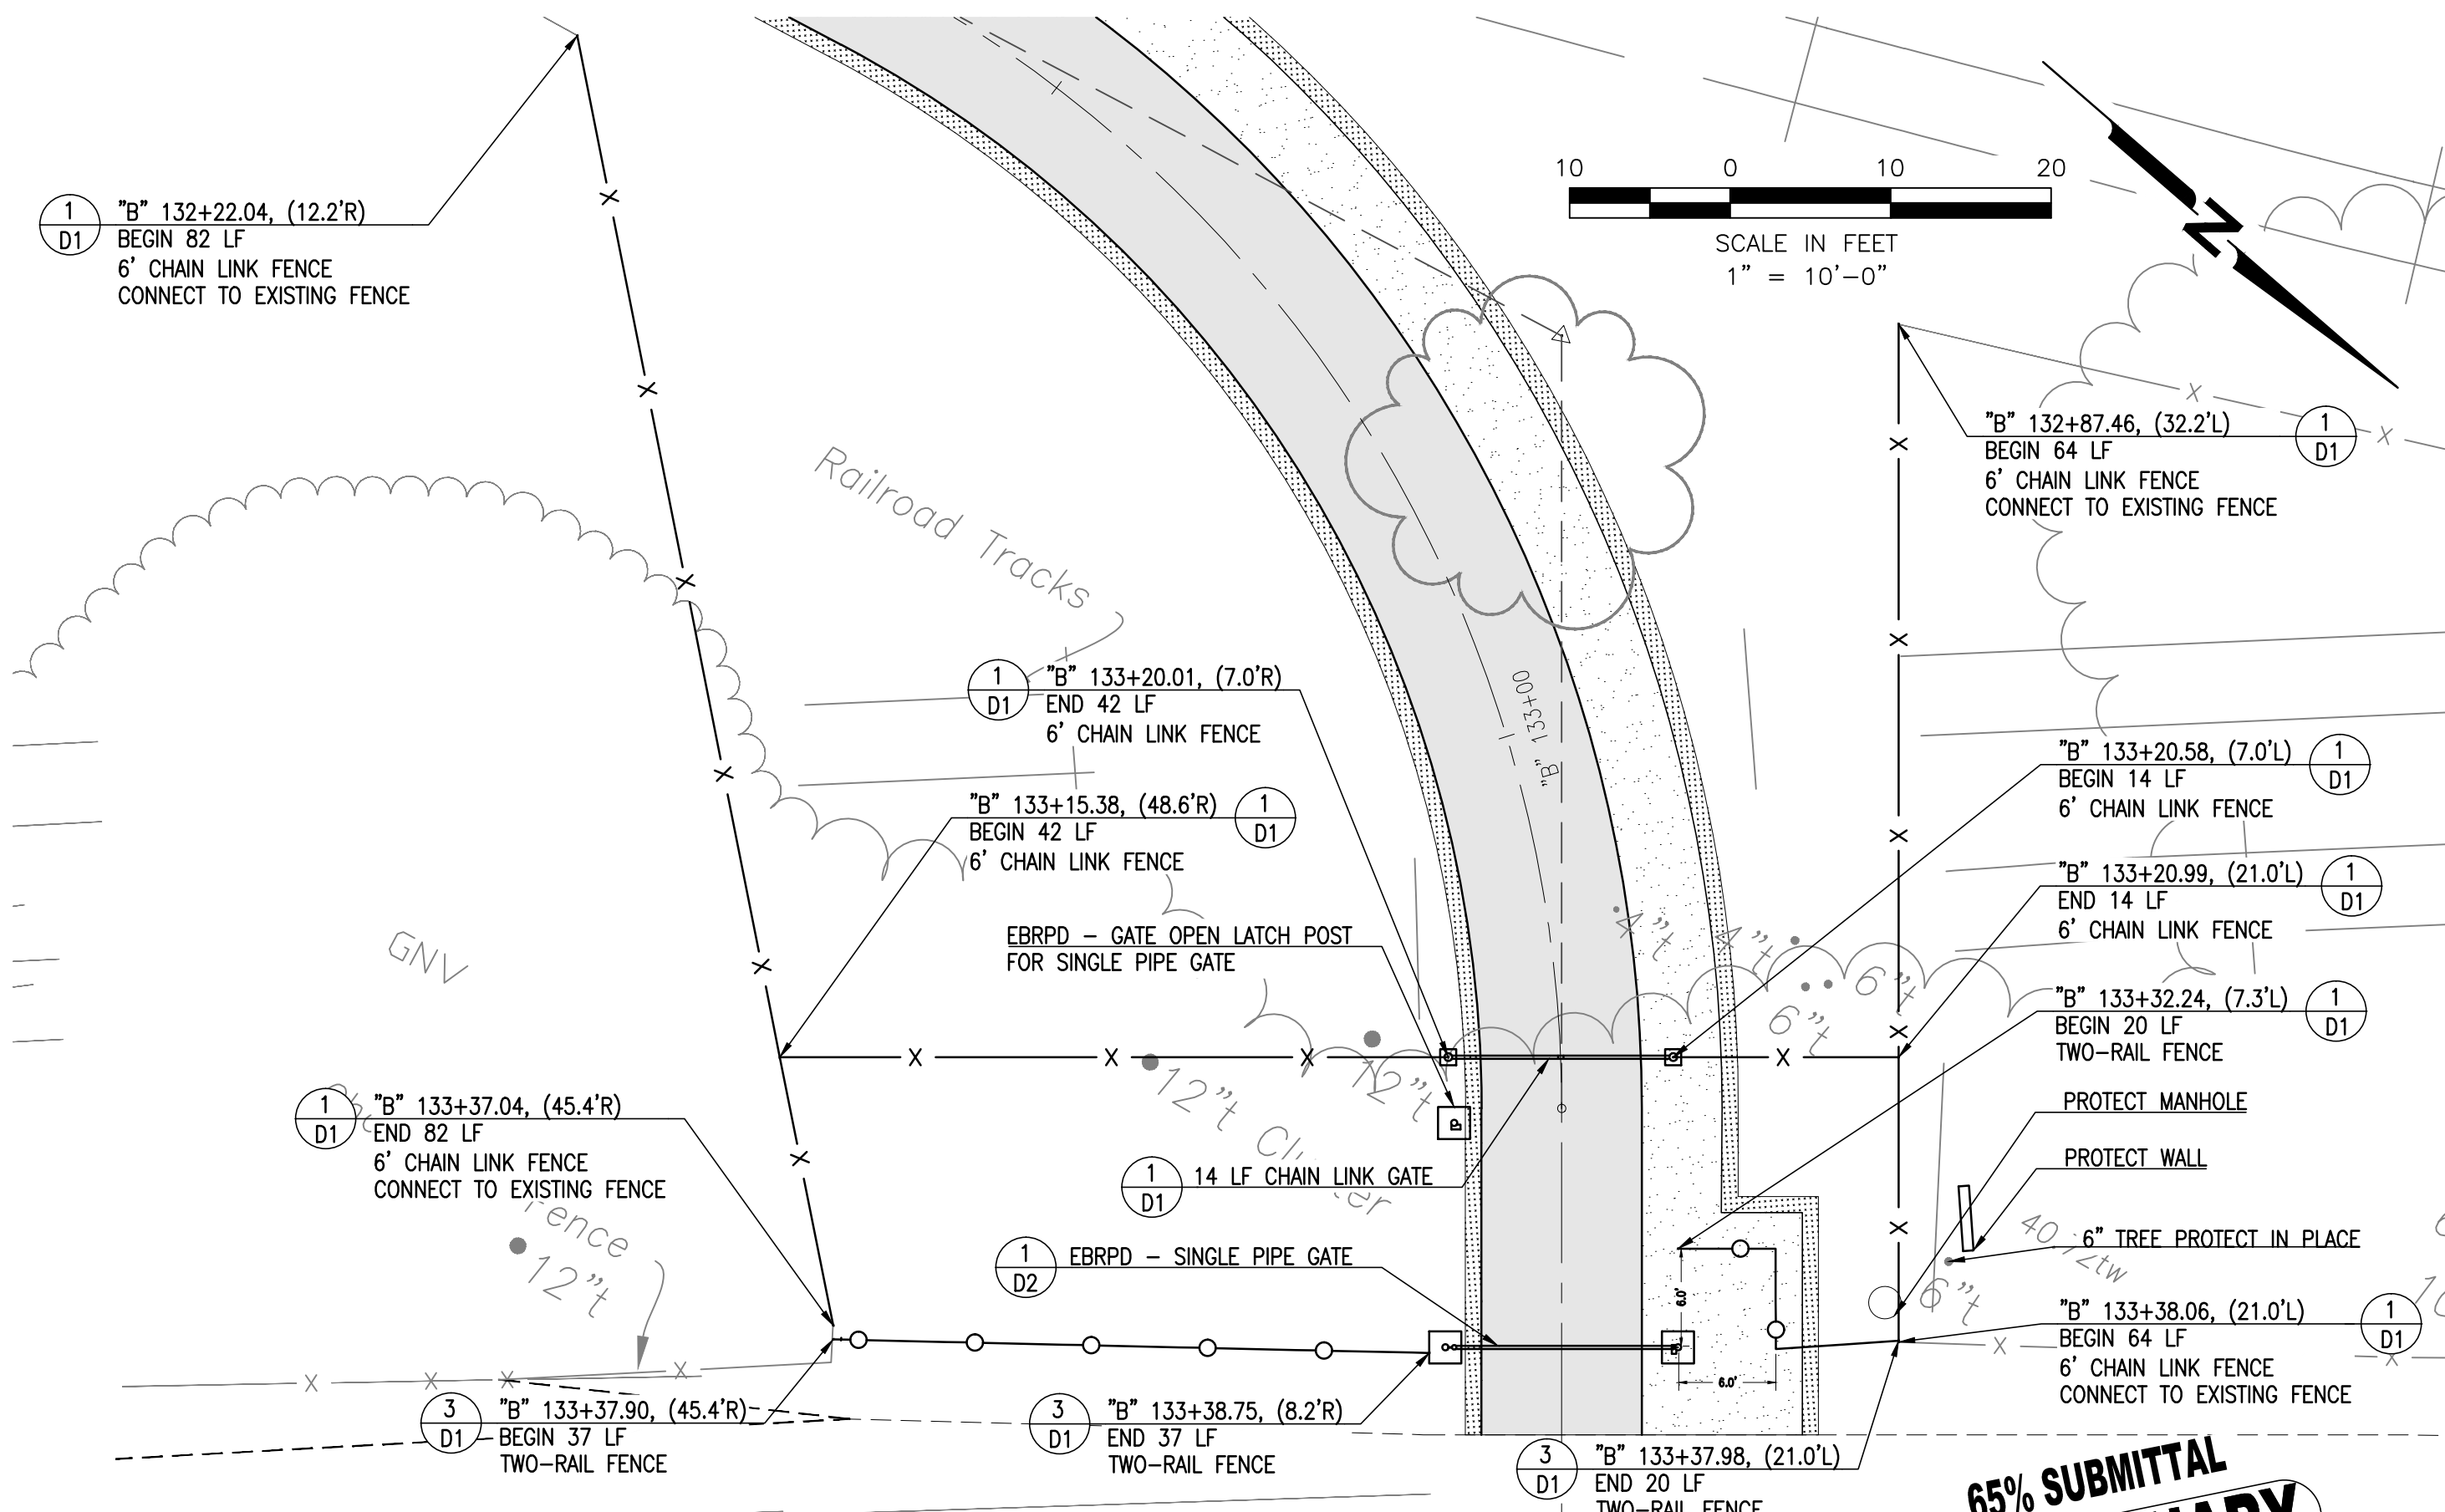 10 0 10 20
SCALE IN FEET
1” = 10’-0”
N
1
D1
”B” 132+22.04, (12.2’R)
BEGIN 82 LF
6’ CHAIN LINK FENCE
CONNECT TO EXISTING FENCE
”B” 132+87.46, (32.2’L)
1
D1
BEGIN 64 LF
6’ CHAIN LINK FENCE
CONNECT TO EXISTING FENCE
Railroad Tracks
1
D1
”B” 133+20.01, (7.0’R)
END 42 LF
6’ CHAIN LINK FENCE
”B” 133+00
”B” 133+20.58, (7.0’L)
1
D1
BEGIN 14 LF
6’ CHAIN LINK FENCE
”B” 133+15.38, (48.6’R)
1
D1
BEGIN 42 LF
6’ CHAIN LINK FENCE
”B” 133+20.99, (21.0’L)
1
D1
END 14 LF
6’ CHAIN LINK FENCE
GNV
EBRPD - GATE OPEN LATCH POST
FOR SINGLE PIPE GATE
4”t
4”t
6”t
6”t
”B” 133+32.24, (7.3’L)
1
D1
BEGIN 20 LF
TWO-RAIL FENCE
12”t
12”t
PROTECT MANHOLE
1
D1
”B” 133+37.04, (45.4’R)
END 82 LF
6’ CHAIN LINK FENCE
CONNECT TO EXISTING FENCE
PROTECT WALL
1
D1
14 LF CHAIN LINK GATE
Fence
12”t
1
D2
EBRPD - SINGLE PIPE GATE
6.0’
6.0’
6” TREE PROTECT IN PLACE
6”t
”B” 133+38.06, (21.0’L)
1
D1
BEGIN 64 LF
6’ CHAIN LINK FENCE
CONNECT TO EXISTING FENCE
3
D1
”B” 133+37.90, (45.4’R)
BEGIN 37 LF
TWO-RAIL FENCE
3
D1
”B” 133+38.75, (8.2’R)
END 37 LF
TWO-RAIL FENCE
3
D1
”B” 133+37.98, (21.0’L)
END 20 LF
TWO-RAIL FENCE
65% SUBMITTAL